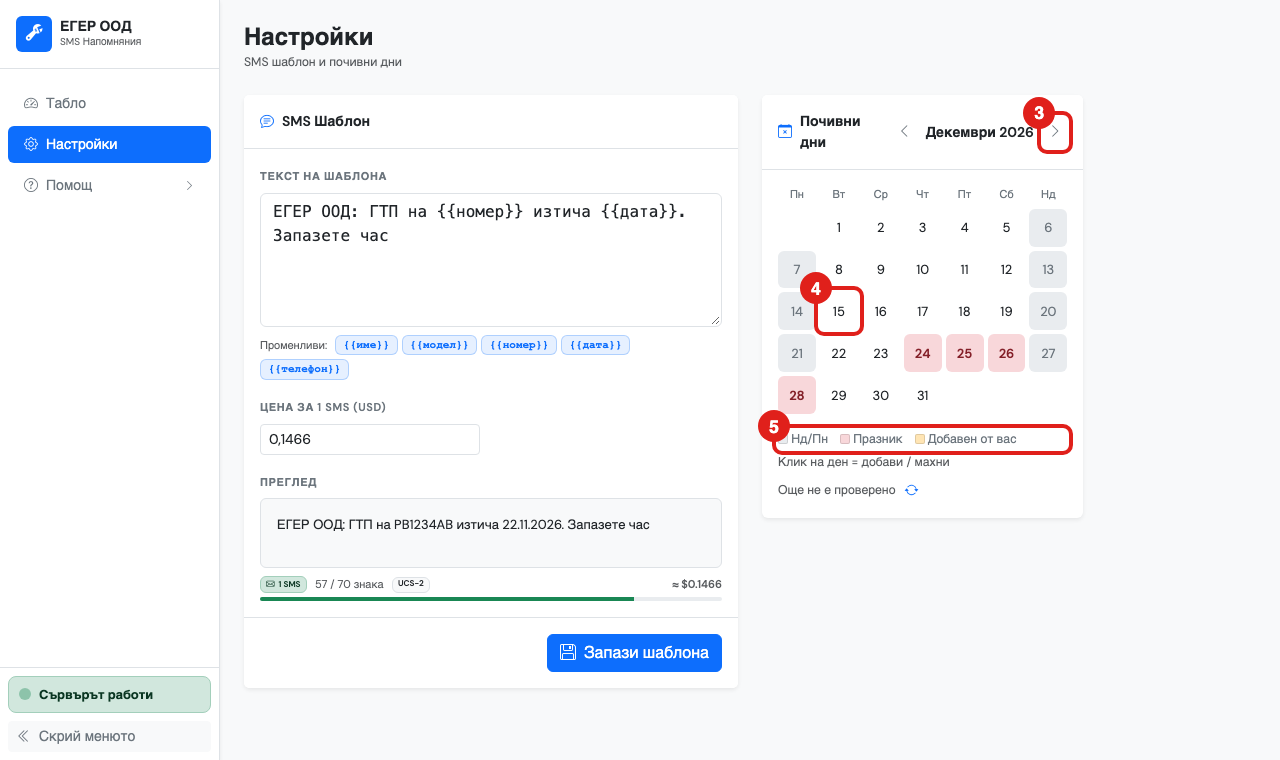 ЕГЕР ООД
SMS Напомняния
Табло
Настройки
Помощ
Сървърът работи
Скрий менюто
Настройки
SMS шаблон и почивни дни
SMS Шаблон
ТЕКСТ НА ШАБЛОНА
ЕГЕР ООД: ГТП на {{номер}} изтича {{дата}}.
Запазете час
Променливи: {{име}} {{модел}} {{номер}} {{дата}}
{{телефон}}
ЦЕНА ЗА 1 SMS (USD)
0,1466
ПРЕГЛЕД
ЕГЕР ООД: ГТП на PB1234AB изтича 22.11.2026. Запазете час
1 SMS 57 / 70 знака UCS-2 ≈ $0.1466
Запази шаблона
3
Почивни
дни
Декември 2026
Пн Вт Ср Чт Пт Сб Нд
1 2 3 4 5 6
7 8 9 10 11 12 13
4
14 15 16 17 18 19 20
21 22 23 24 25 26 27
28 29 30 31
5
Нд/Пн Празник Добавен от вас
Клик на ден = добави / махни
Още не е проверено